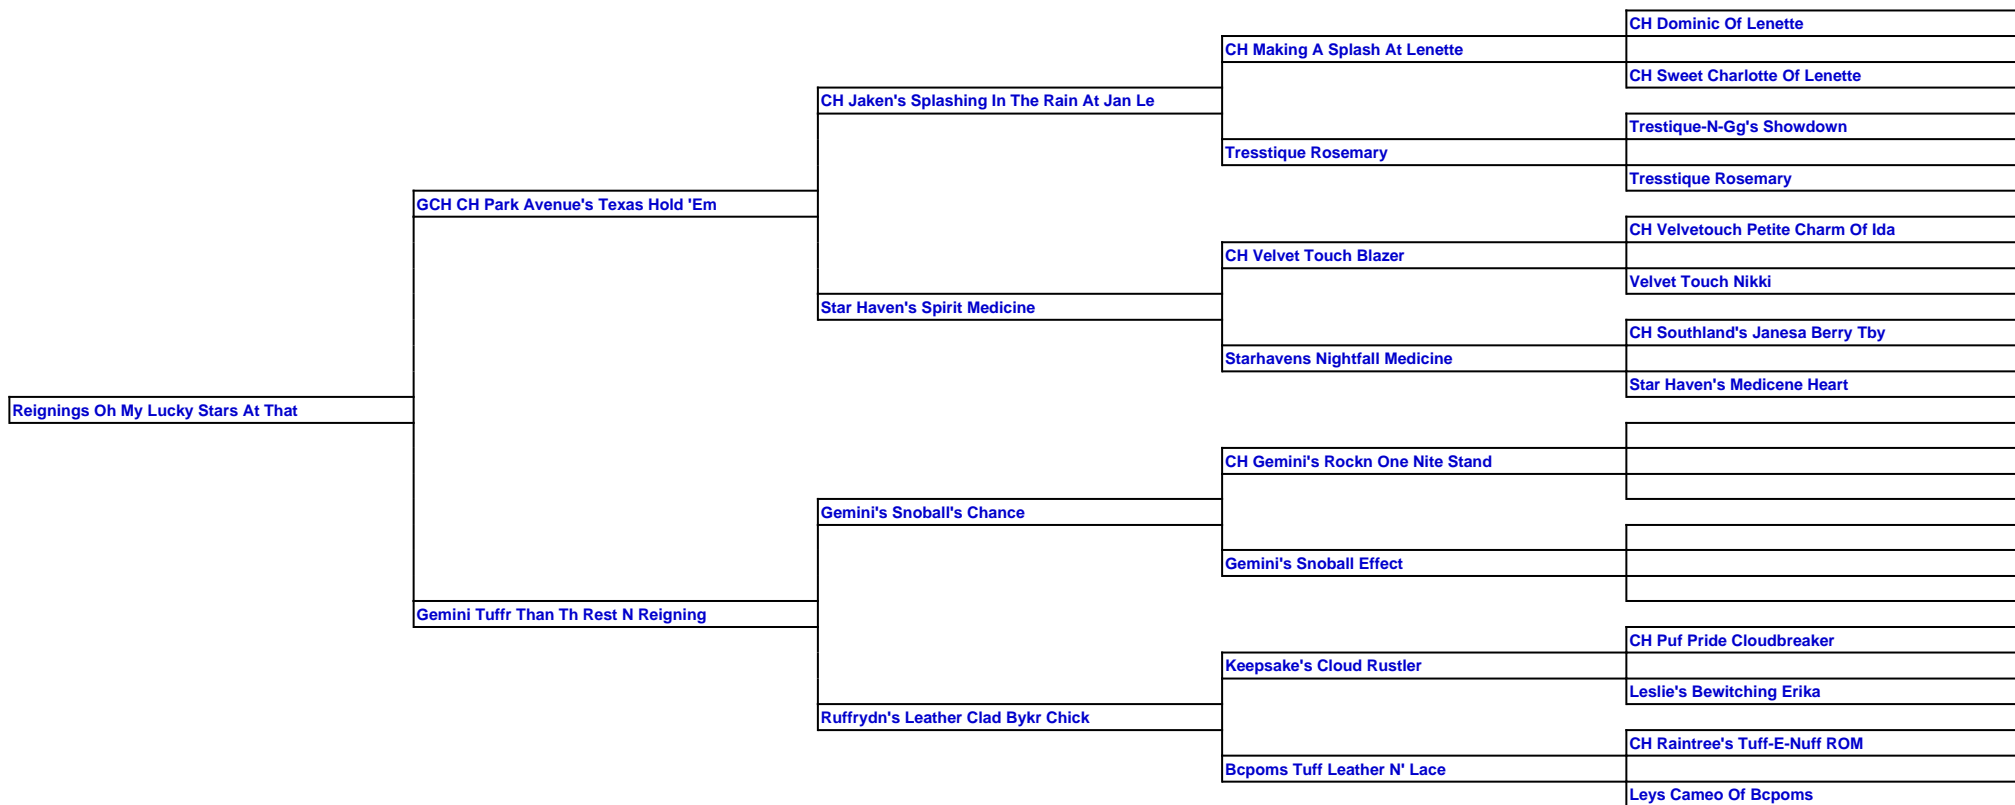 CH Dominic Of Lenette
CH Making A Splash At Lenette
CH Sweet Charlotte Of Lenette
CH Jaken's Splashing In The Rain At Jan Le
Trestique-N-Gg's Showdown
Tresstique Rosemary
Tresstique Rosemary
GCH CH Park Avenue's Texas Hold 'Em
CH Velvetouch Petite Charm Of Ida
CH Velvet Touch Blazer
Velvet Touch Nikki
Star Haven's Spirit Medicine
CH Southland's Janesa Berry Tby
Starhavens Nightfall Medicine
Star Haven's Medicene Heart
Reignings Oh My Lucky Stars At That
CH Gemini's Rockn One Nite Stand
Gemini's Snoball's Chance
Gemini's Snoball Effect
Gemini Tuffr Than Th Rest N Reigning
CH Puf Pride Cloudbreaker
Keepsake's Cloud Rustler
Leslie's Bewitching Erika
Ruffrydn's Leather Clad Bykr Chick
CH Raintree's Tuff-E-Nuff ROM
Bcpoms Tuff Leather N' Lace
Leys Cameo Of Bcpoms